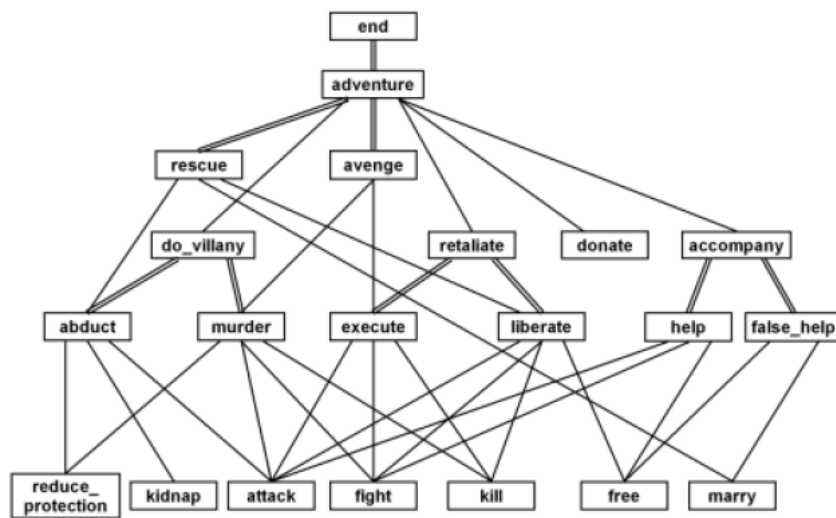 end
adventure
rescue
avenge
do_villany
retaliate
donate
accompany
abduct
murder
execute
liberate
help
false_help
reduce_
protection
kidnap
attack
fight
kill
free
marry